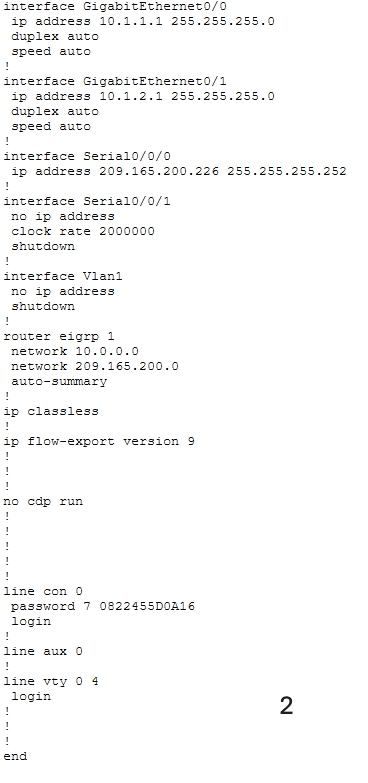 interface GigabitEthernet0/0
 ip address 10.1.1.1 255.255.255.0
 duplex auto
 speed auto
!
interface GigabitEthernet0/1
 ip address 10.1.2.1 255.255.255.0
 duplex auto
 speed auto
!
interface Serial0/0/0
 ip address 209.165.200.226 255.255.255.252
!
interface Serial0/0/1
 no ip address
 clock rate 2000000
 shutdown
!
interface Vlan1
 no ip address
 shutdown
!
router eigrp 1
 network 10.0.0.0
 network 209.165.200.0
 auto-summary
!
ip classless
!
ip flow-export version 9
!
!
!
no cdp run
!
!
!
!
!
line con 0
 password 7 0822455D0A16
 login
!
line aux 0
!
line vty 0 4
 login
2
!
!
!
end